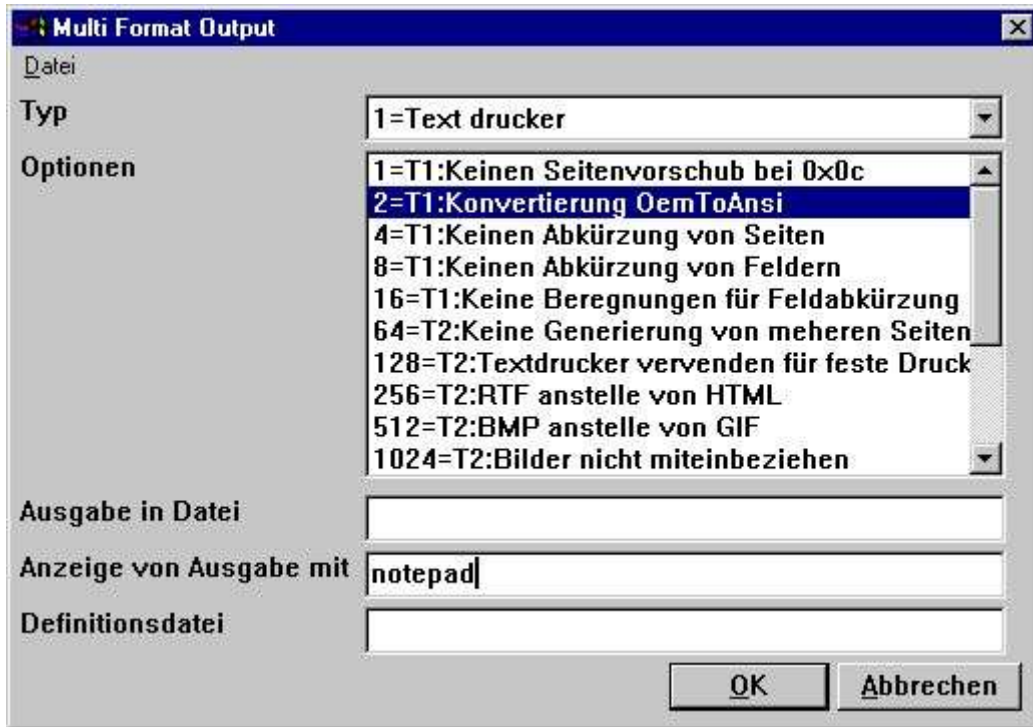 Multi Format Output
Datei
Typ
1=Text drucker
Optionen
1=T1:Keinen Seitenvorschub bei 0x0c
2=T1:Konvertierung OemToAnsi
4=T1:Keinen Abkürzung von Seiten
8=T1:Keinen Abkürzung von Feldern
16=T1:Keine Beregnungen für Feldabkürzung
64=T2:Keine Generierung von meheren Seiten
128=T2:Textdrucker vervenden für feste Druck
256=T2:RTF anstelle von HTML
512=T2:BMP anstelle von GIF
1024=T2:Bilder nicht miteinbeziehen
Ausgabe in Datei
Anzeige von Ausgabe mit notepad
Definitionsdatei
OK Abbrechen